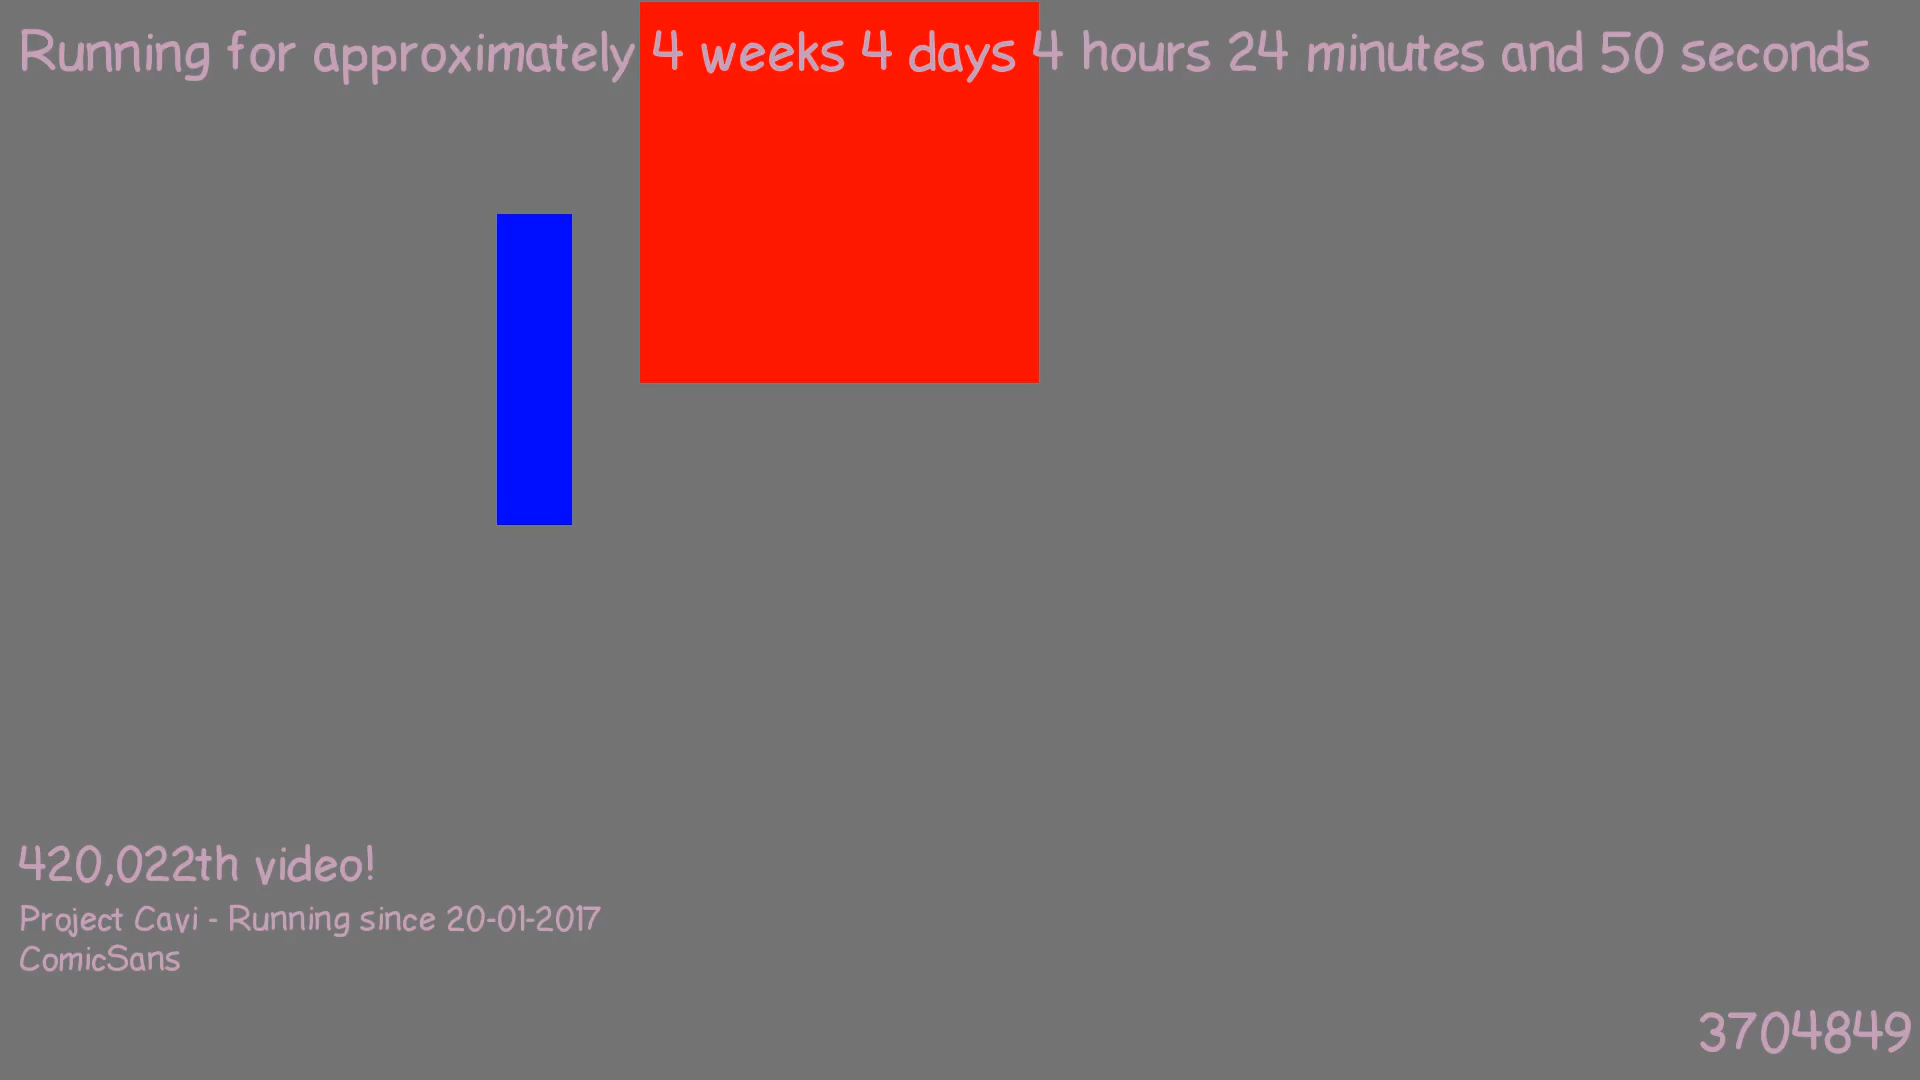 Running for approximately 4 weeks 4 days 4 hours 24 minutes and 50 seconds
420,022th video!
Project Cavi - Running since 20-01-2017
ComicSans
3704849